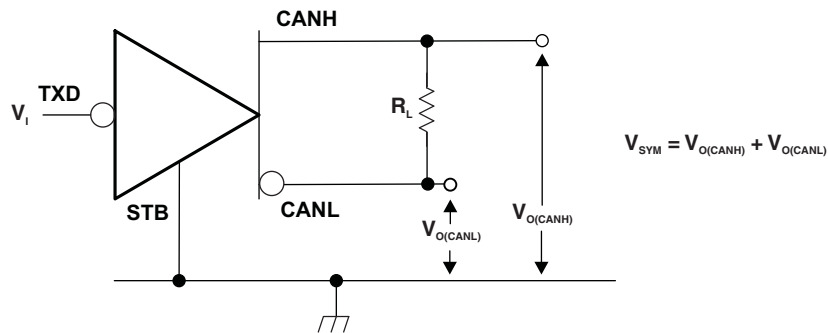 CANH
TXD
V_I
R_L
V_SYM = V_O(CANH) + V_O(CANL)
STB
CANL
V_O(CANL)
V_O(CANH)